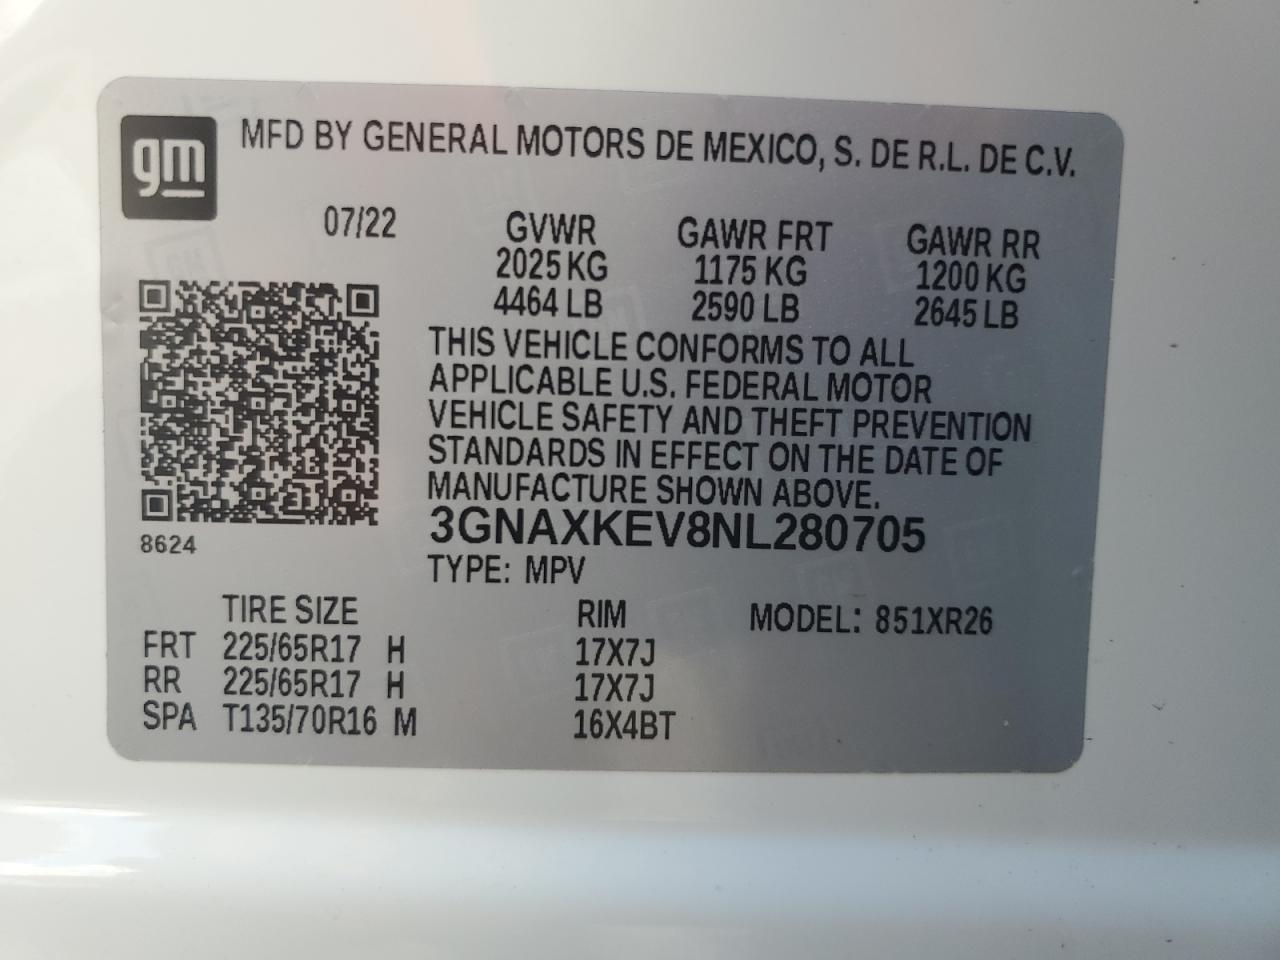 gm
MFD BY GENERAL MOTORS DE MEXICO, S. DE R.L. DE C.V.
07/22 GVWR GAWR FRT GAWR RR
2025 KG 1175 KG 1200 KG
4464 LB 2590 LB 2645 LB
THIS VEHICLE CONFORMS TO ALL
APPLICABLE U.S. FEDERAL MOTOR
VEHICLE SAFETY AND THEFT PREVENTION
STANDARDS IN EFFECT ON THE DATE OF
MANUFACTURE SHOWN ABOVE.
3GNAXKEV8NL280705
8624
TYPE: MPV
TIRE SIZE RIM MODEL: 851XR26
FRT 225/65R17 H 17X7J
RR 225/65R17 H 17X7J
SPA T135/70R16 M 16X4BT